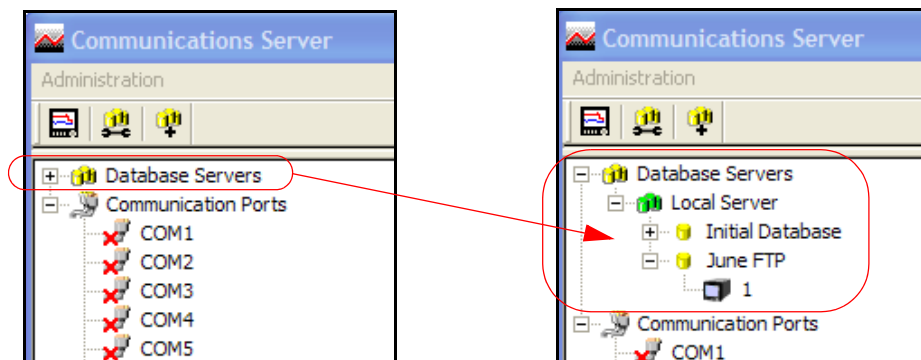 Communications Server
Administration
Database Servers
Communication Ports
COM1
COM2
COM3
COM4
COM5
Communications Server
Administration
Database Servers
Local Server
Initial Database
June FTP
1
Communication Ports
COM1